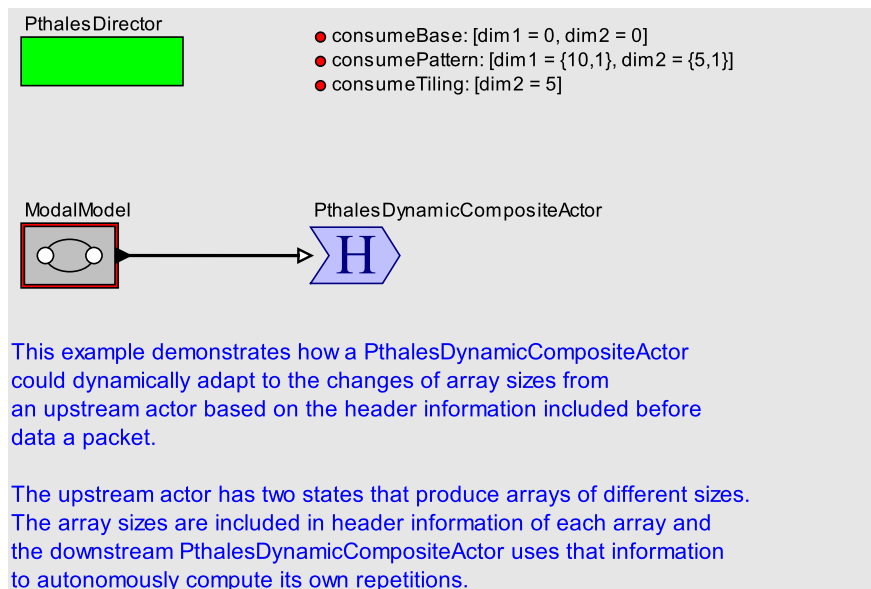 PthalesDirector
consumeBase: [dim1 = 0, dim2 = 0]
consumePattern: [dim1 = {10,1}, dim2 = {5,1}]
consumeTiling: [dim2 = 5]
ModalModel
PthalesDynamicCompositeActor
H
This example demonstrates how a PthalesDynamicCompositeActor
could dynamically adapt to the changes of array sizes from
an upstream actor based on the header information included before
data a packet.
The upstream actor has two states that produce arrays of different sizes.
The array sizes are included in header information of each array and
the downstream PthalesDynamicCompositeActor uses that information
to autonomously compute its own repetitions.